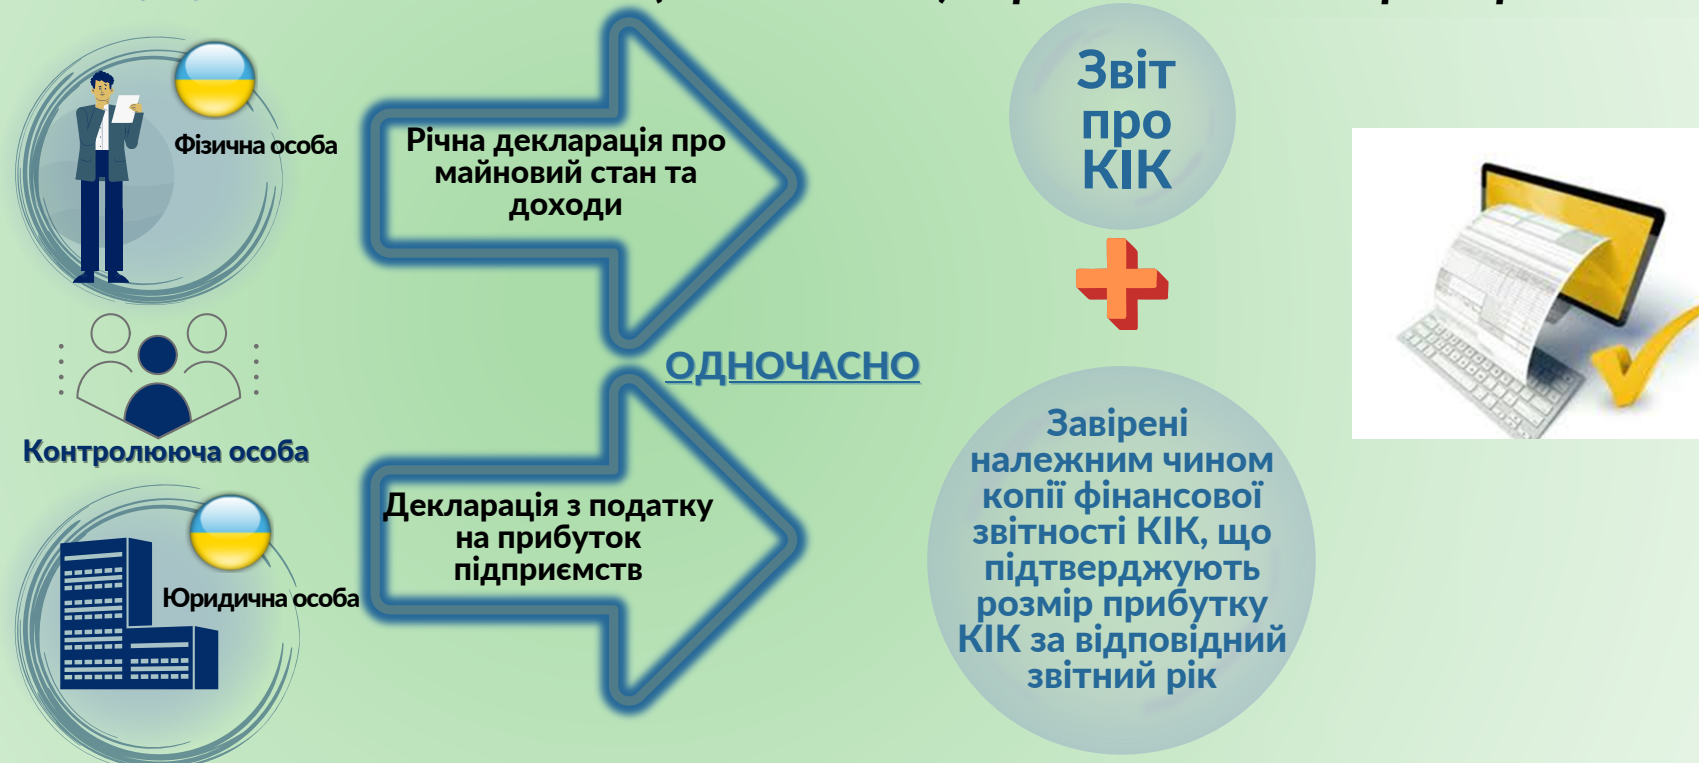 Фізична особа
Річна декларація про
майновий стан та
доходи
Звіт
про
КІК
ОДНОЧАСНО
Контролююча особа
Юридична особа
Декларація з податку
на прибуток
підприємств
Завірені
належним чином
копії фінансової
звітності КІК, що
підтверджують
розмір прибутку
КІК за відповідний
звітний рік